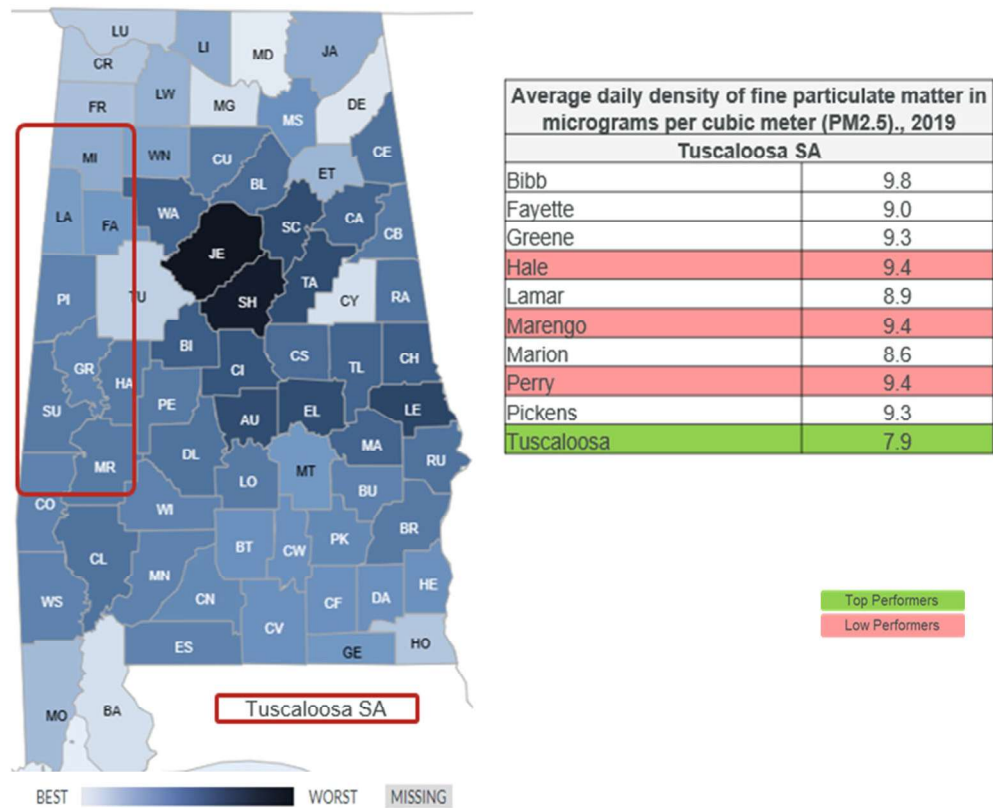 LU
LI
MD
JA
CR
LW
MG
DE
FR
MS
MI
WN
CU
CE
BL
ET
LA
FA
WA
SC
CA
CB
JE
TA
PI
TU
SH
CY
RA
BI
CS
CH
GR
HA
CI
TL
PE
SU
AU
EL
LE
MR
DL
MA
LO
MT
RU
CO
WI
BU
BT
CW
PK
BR
CL
MN
CN
CF
DA
HE
WS
CV
ES
GE
HO
MO
BA
Tuscaloosa SA
BEST WORST MISSING
Average daily density of fine particulate matter in
micrograms per cubic meter (PM2.5)., 2019
Tuscaloosa SA
Bibb 9.8
Fayette 9.0
Greene 9.3
Hale 9.4
Lamar 8.9
Marengo 9.4
Marion 8.6
Perry 9.4
Pickens 9.3
Tuscaloosa 7.9
Top Performers
Low Performers